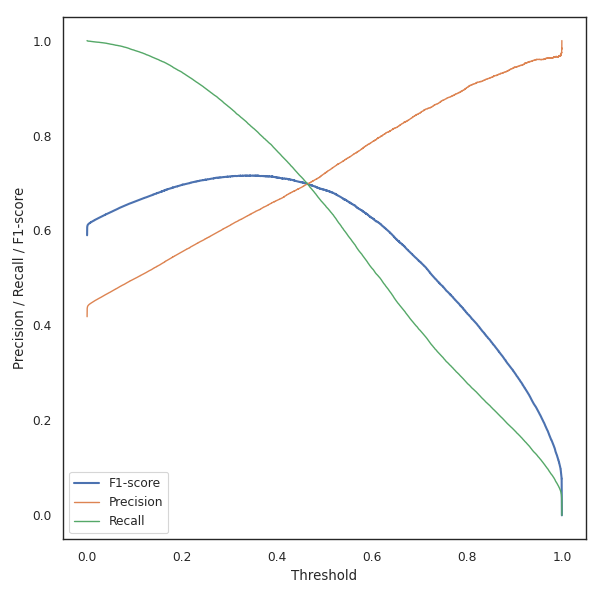 Precision / Recall / F1-score
1.0
0.8
0.6
0.4
0.2
0.0
F1-score
Precision
Recall
0.0 0.2 0.4 0.6 0.8 1.0
Threshold